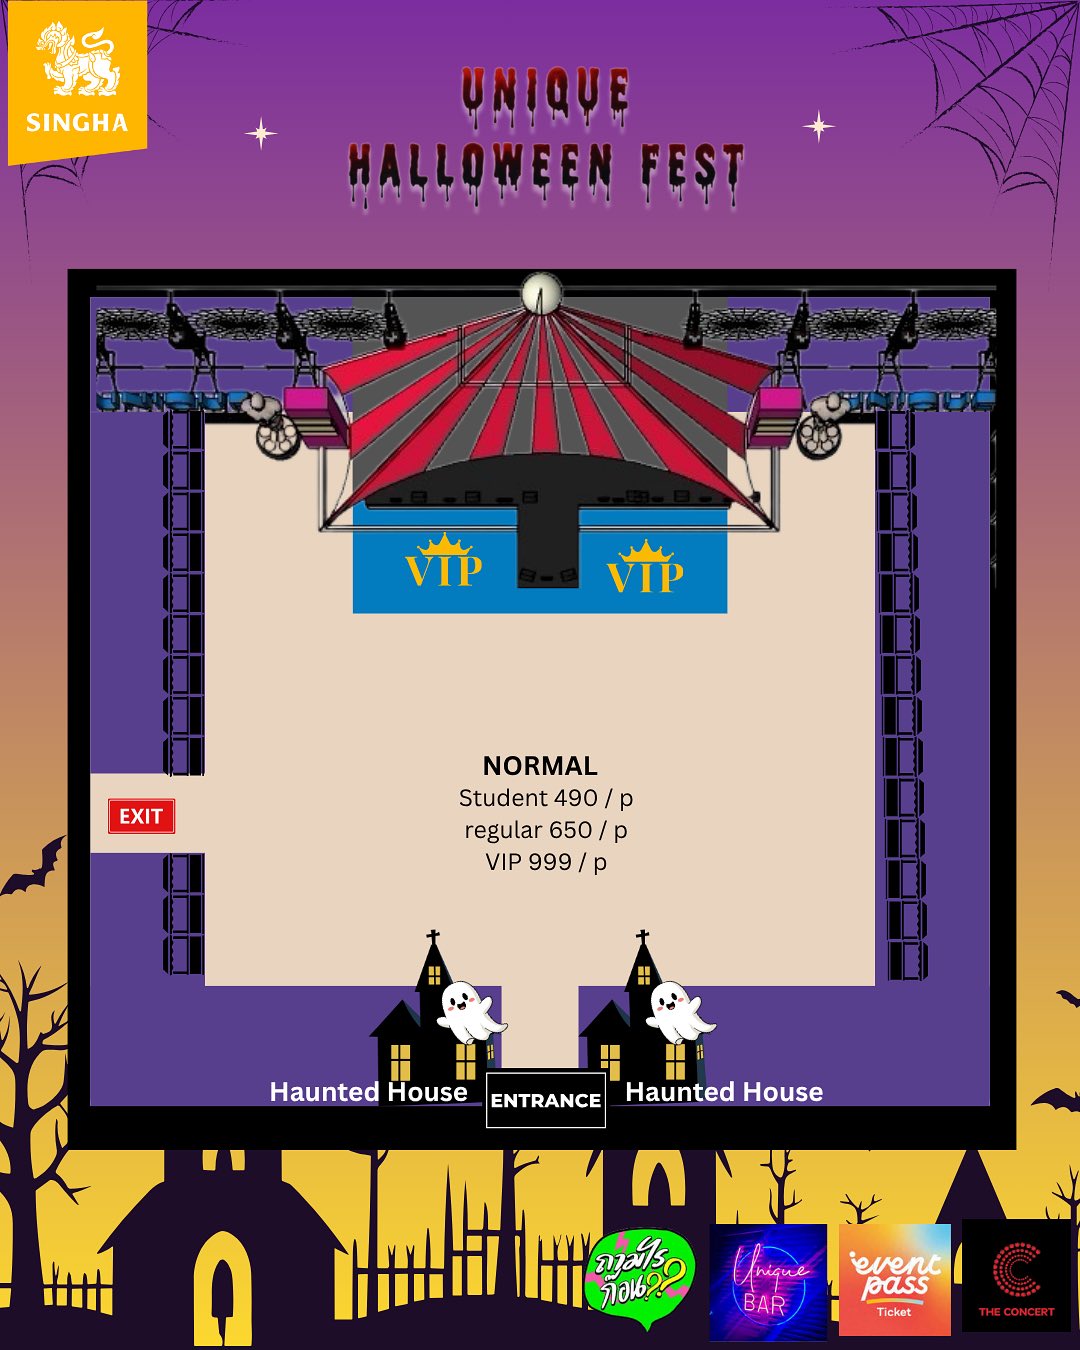 SINGHA
UNIQUE
HALLOWEEN FEST
VIP
VIP
NORMAL
Student 490 / p
regular 650 / p
VIP 999 / p
EXIT
Haunted House
ENTRANCE
Haunted House
ถามไร
ก๊อน??
Unique
BAR
event
pass
Ticket
THE CONCERT